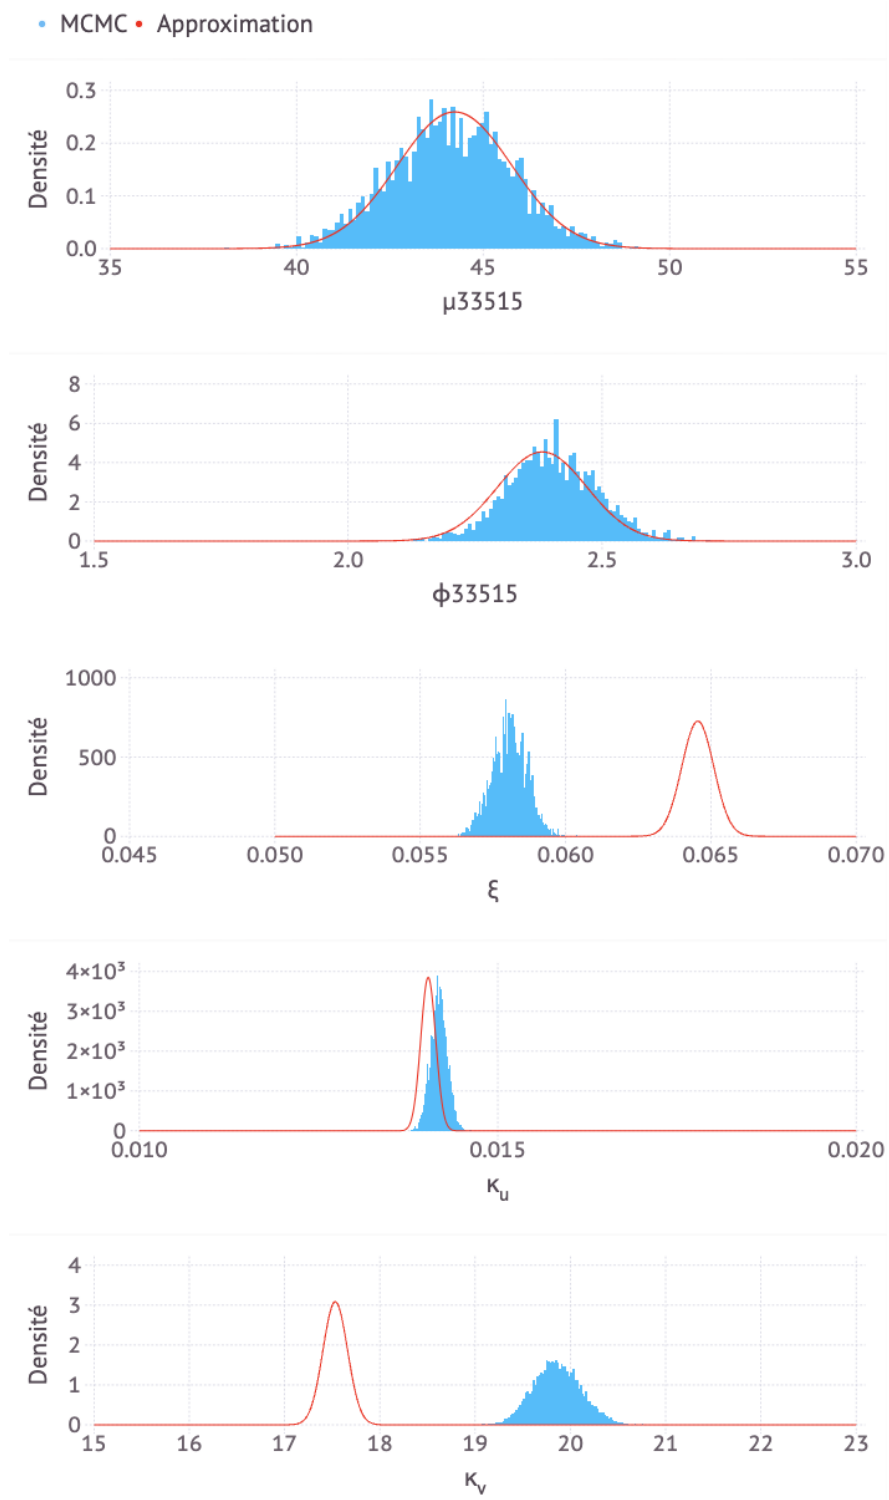 MCMC Approximation
0.3
0.2
0.1
0.0
Densité
35 40 45 50 55
μ33515
8
6
4
2
0
Densité
1.5 2.0 2.5 3.0
ϕ33515
1000
500
0
Densité
0.045 0.050 0.055 0.060 0.065 0.070
ξ
4×10³
3×10³
2×10³
1×10³
0
Densité
0.010 0.015 0.020
κᵤ
4
3
2
1
0
Densité
15 16 17 18 19 20 21 22 23
κᵥ